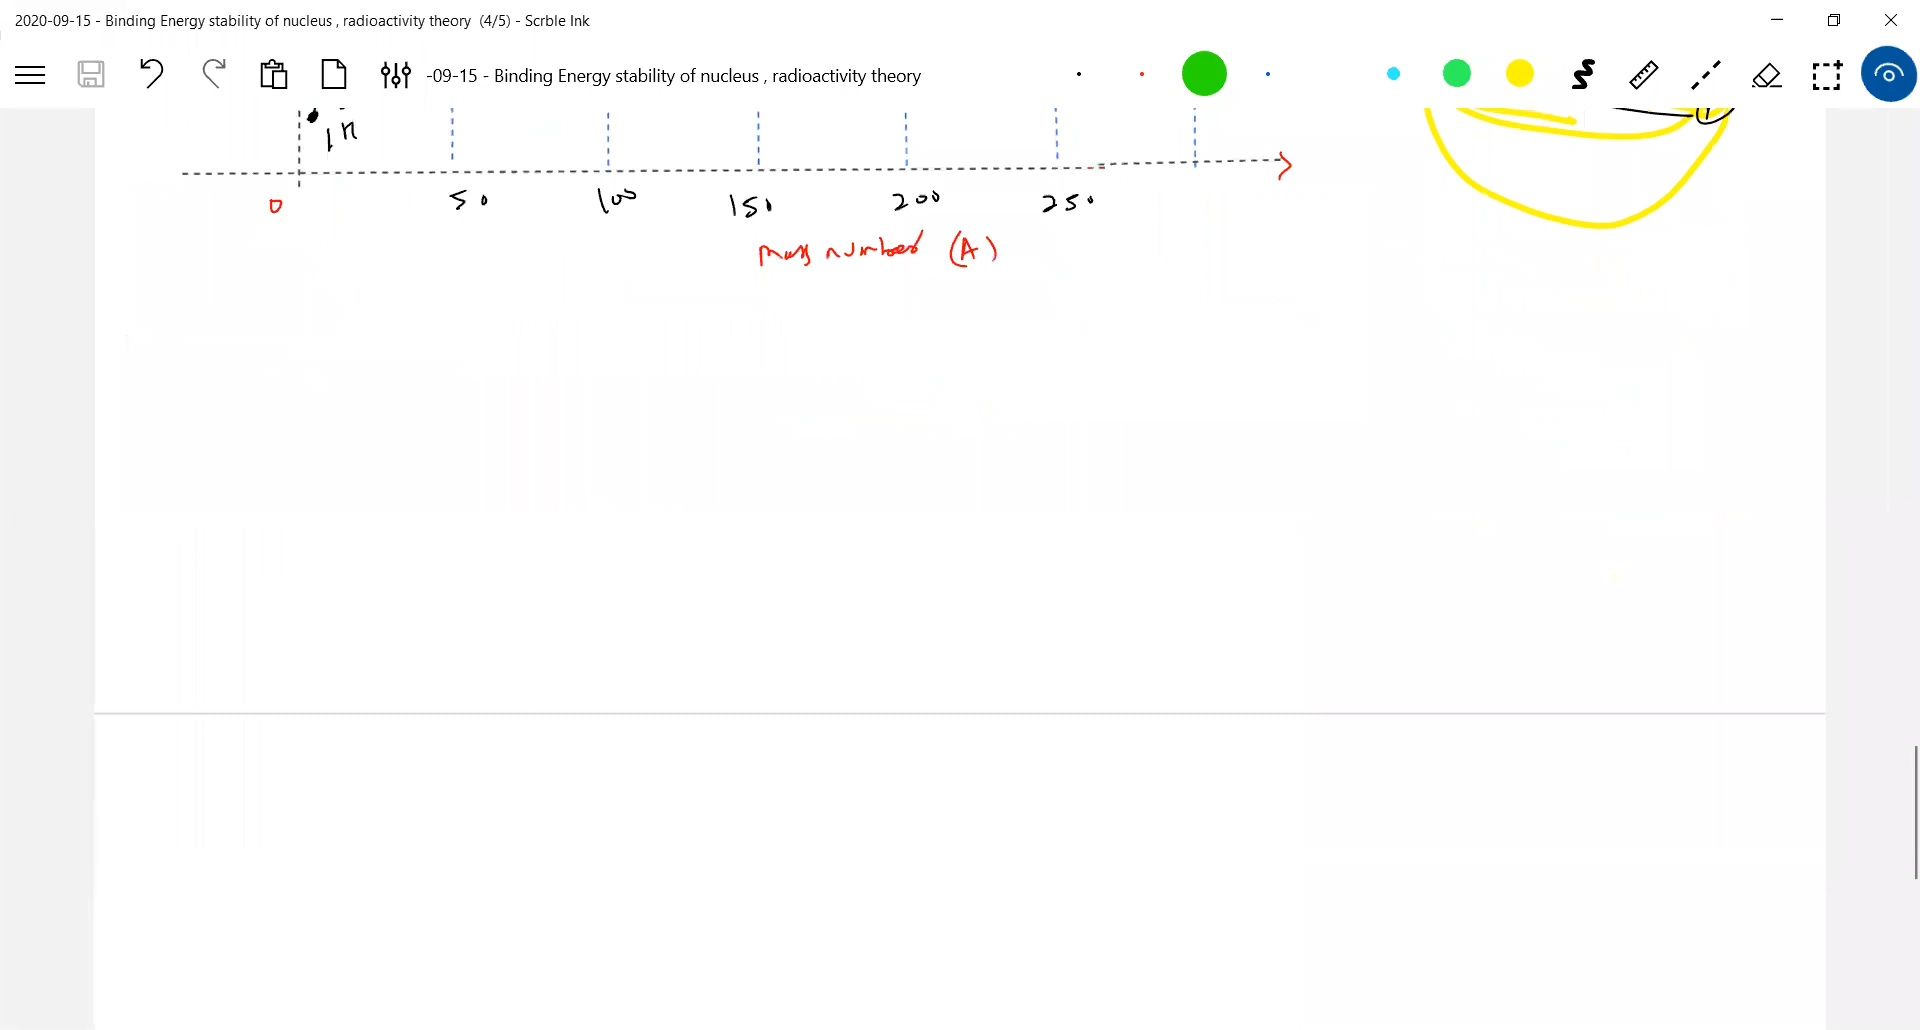 2020-09-15 - Binding Energy stability of nucleus , radioactivity theory (4/5) - Scrble Ink
-09-15 - Binding Energy stability of nucleus , radioactivity theory
0 50 100 150 200 250
mass number (A)